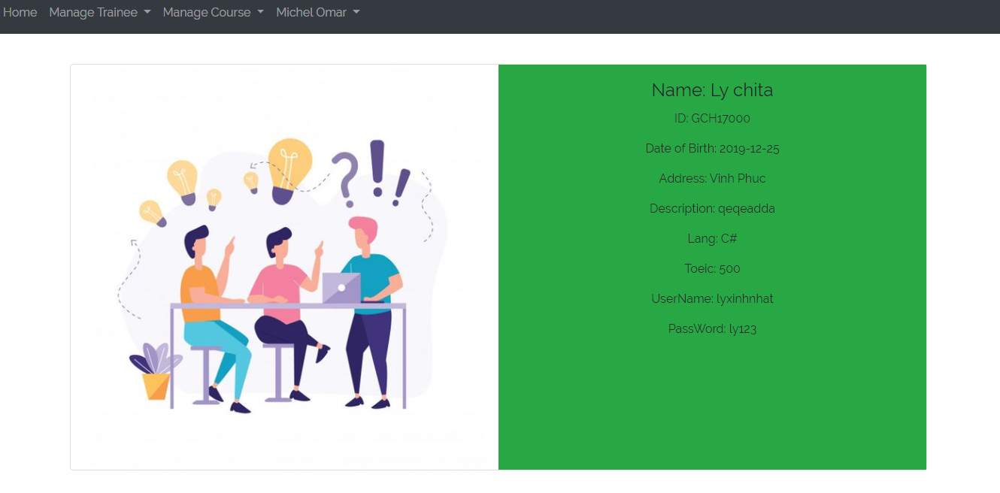 Home Manage Trainee Manage Course Michel Omar
Name: Ly chita
ID: GCH17000
Date of Birth: 2019-12-25
Address: Vinh Phuc
Description: qeqeadda
Lang: C#
Toeic: 500
UserName: lyxinhnhat
PassWord: ly123